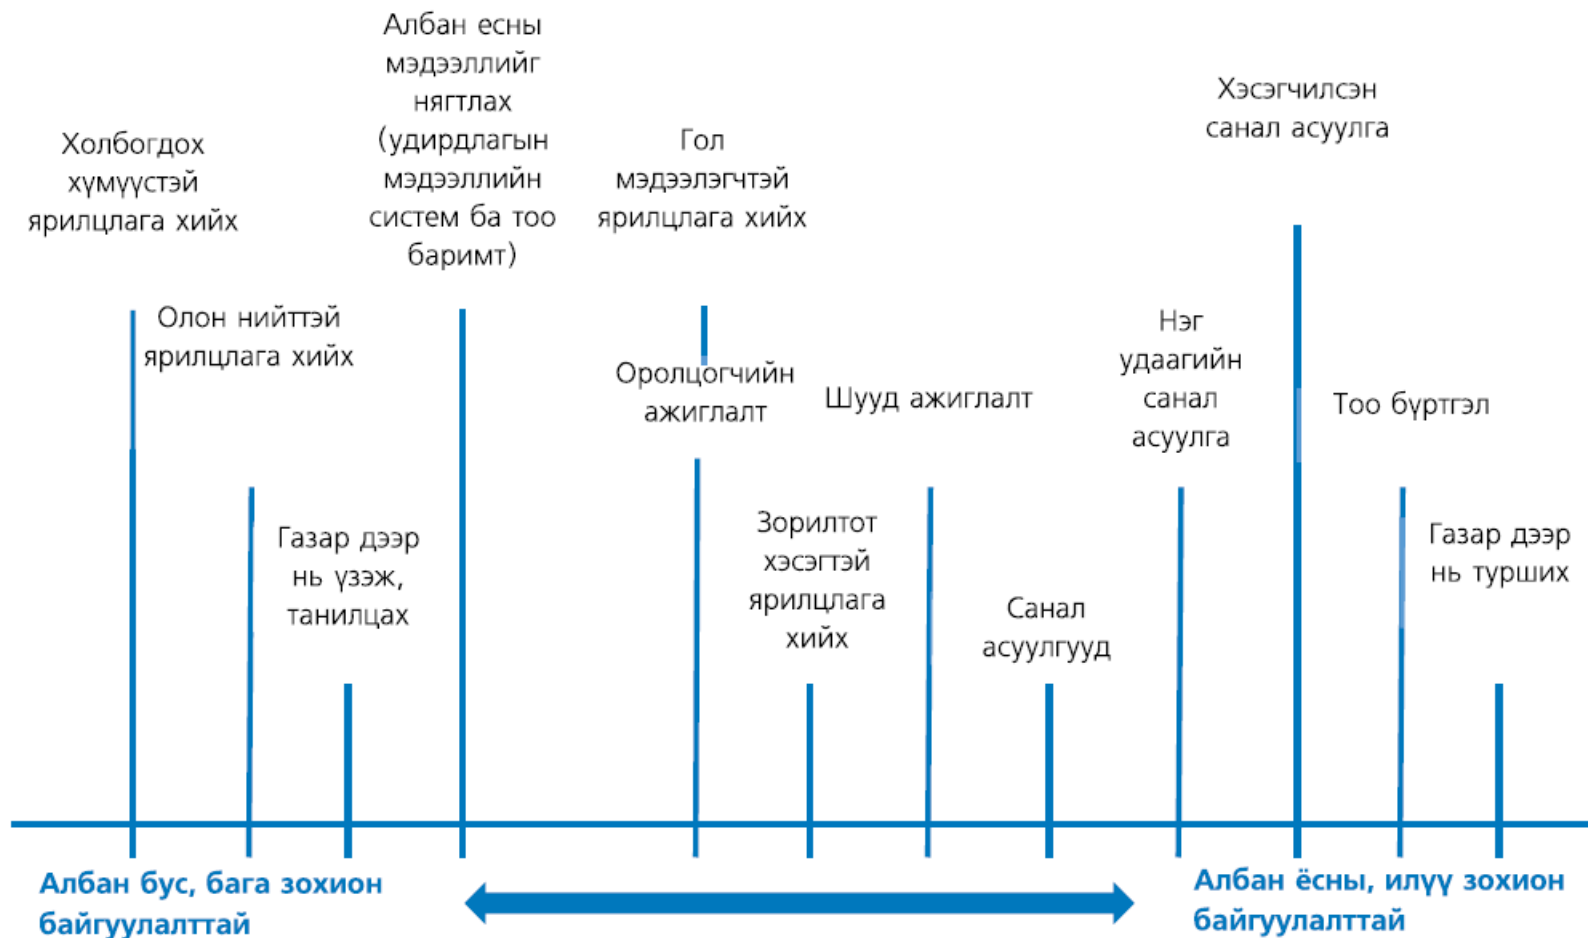 Холбогдох
хүмүүстэй
ярилцлага хийх
Олон нийттэй
ярилцлага хийх
Газар дээр
нь үзэж,
танилцах
Албан есны
мэдээллийг
нягтлах
(удирдлагын
мэдээллийн
систем ба тоо
баримт)
Гол
мэдээлэгчтэй
ярилцлага хийх
Оролцогчийн
ажиглалт
Зорилтот
хэсэгтэй
ярилцлага
хийх
Шууд ажиглалт
Санал
асуулгууд
Нэг
удаагийн
санал
асуулга
Хэсэгчилсэн
санал асуулга
Тоо бүртгэл
Газар дээр
нь турших
Албан бус, бага зохион
байгуулалттай
Албан ёсны, илүү зохион
байгуулалттай